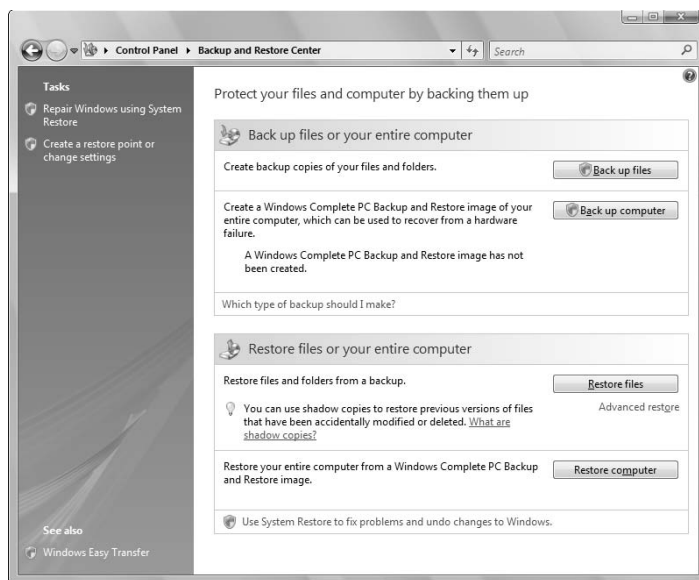 Control Panel ▸ Backup and Restore Center
Search
Tasks
Repair Windows using System
Restore
Create a restore point or
change settings
See also
Windows Easy Transfer
Protect your files and computer by backing them up
Back up files or your entire computer
Create backup copies of your files and folders.
Back up files
Create a Windows Complete PC Backup and Restore image of your
entire computer, which can be used to recover from a hardware
failure.
Back up computer
A Windows Complete PC Backup and Restore image has not
been created.
Which type of backup should I make?
Restore files or your entire computer
Restore files and folders from a backup.
Restore files
You can use shadow copies to restore previous versions of files
that have been accidentally modified or deleted. What are
shadow copies?
Advanced restore
Restore your entire computer from a Windows Complete PC Backup
and Restore image.
Restore computer
Use System Restore to fix problems and undo changes to Windows.